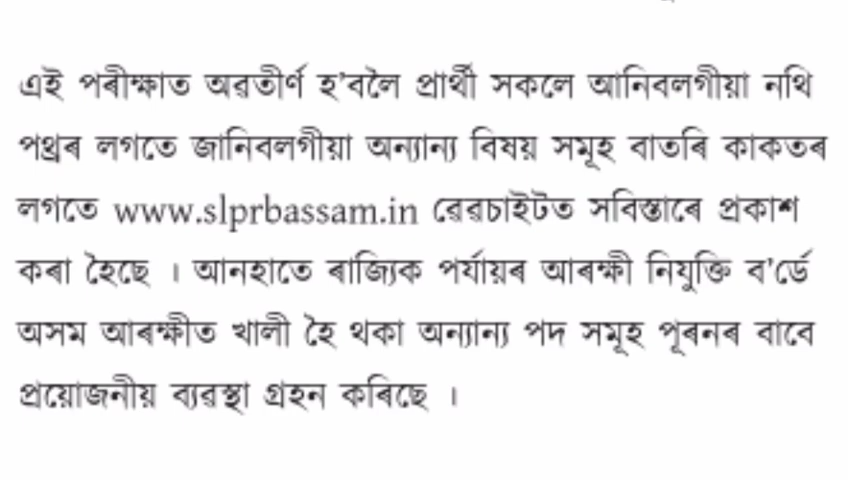 এই পৰীক্ষাত অৱতীৰ্ণ হ'বলৈ প্ৰাৰ্থী সকলে আনিবলগীয়া নথি
পথ্ৰৰ লগতে জানিবলগীয়া অন্যান্য বিষয় সমূহ বাতৰি কাকতৰ
লগতে www.slprbassam.in ৱেৱচাইটত সবিস্তাৰে প্ৰকাশ
কৰা হৈছে । আনহাতে ৰাজ্যিক পৰ্যায়ৰ আৰক্ষী নিযুক্তি ব'ৰ্ডে
অসম আৰক্ষীত খালী হৈ থকা অন্যান্য পদ সমূহ পূৰনৰ বাবে
প্ৰয়োজনীয় ব্যৱস্থা গ্ৰহন কৰিছে ।